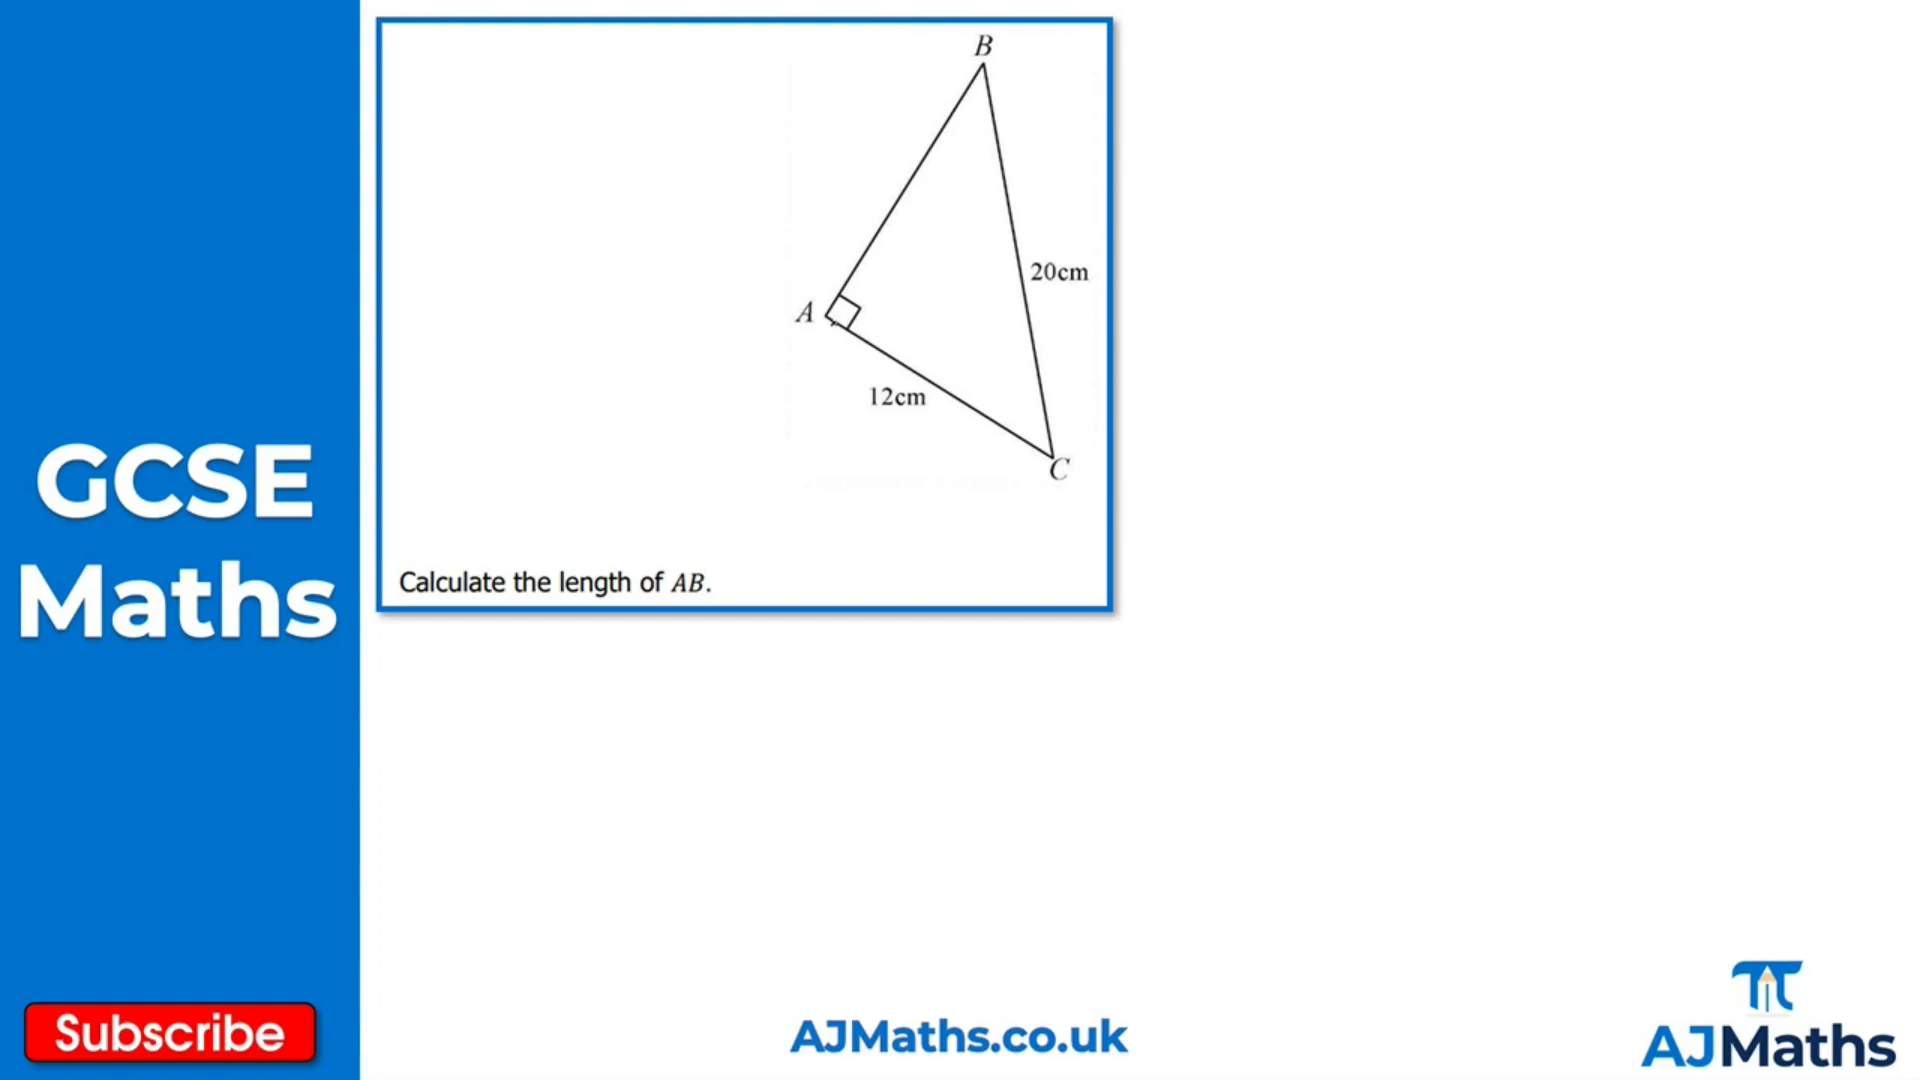 GCSE
Maths
B
20cm
A
12cm
C
Calculate the length of AB.
Subscribe
AJMaths.co.uk
AJMaths